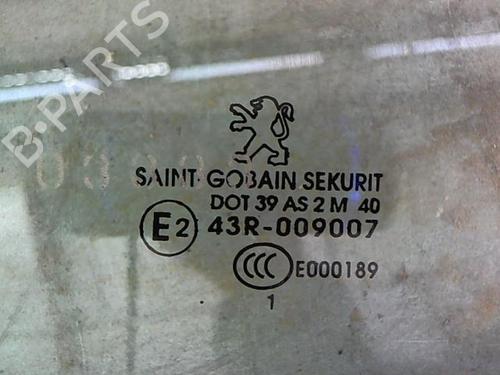 B-PARTS
SAINT-GOBAIN SEKURIT
DOT 39 AS 2 M 40
E2 43R-009007
CCC E000189
1